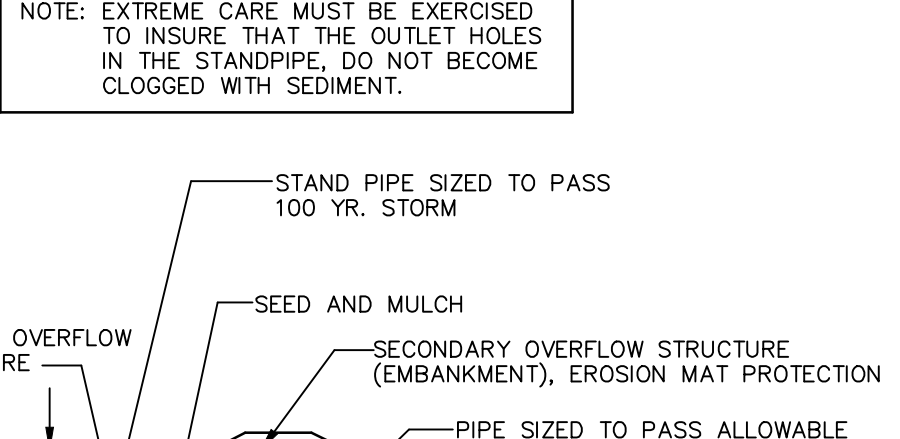 NOTE: EXTREME CARE MUST BE EXERCISED
TO INSURE THAT THE OUTLET HOLES
IN THE STANDPIPE, DO NOT BECOME
CLOGGED WITH SEDIMENT.
STAND PIPE SIZED TO PASS
100 YR. STORM
SEED AND MULCH
OVERFLOW
RE
SECONDARY OVERFLOW STRUCTURE
(EMBANKMENT), EROSION MAT PROTECTION
PIPE SIZED TO PASS ALLOWABLE